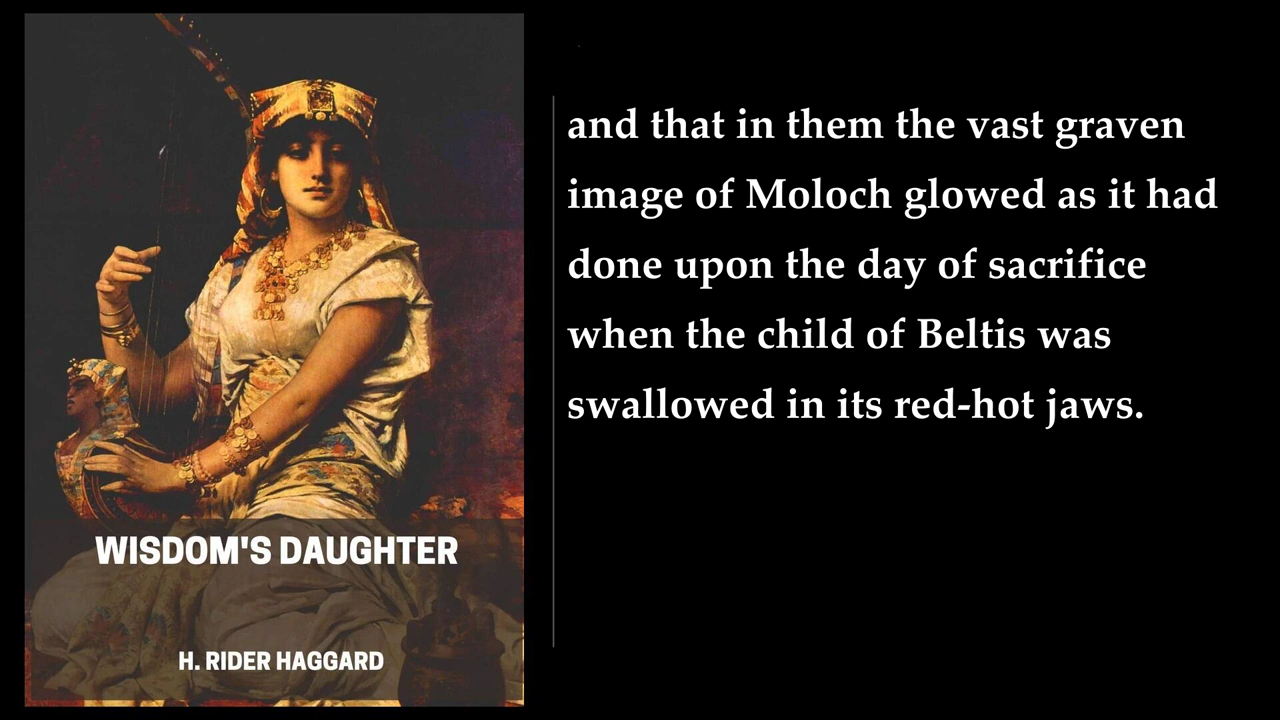 and that in them the vast graven
image of Moloch glowed as it had
done upon the day of sacrifice
when the child of Beltis was
swallowed in its red-hot jaws.
WISDOM'S DAUGHTER
H. RIDER HAGGARD